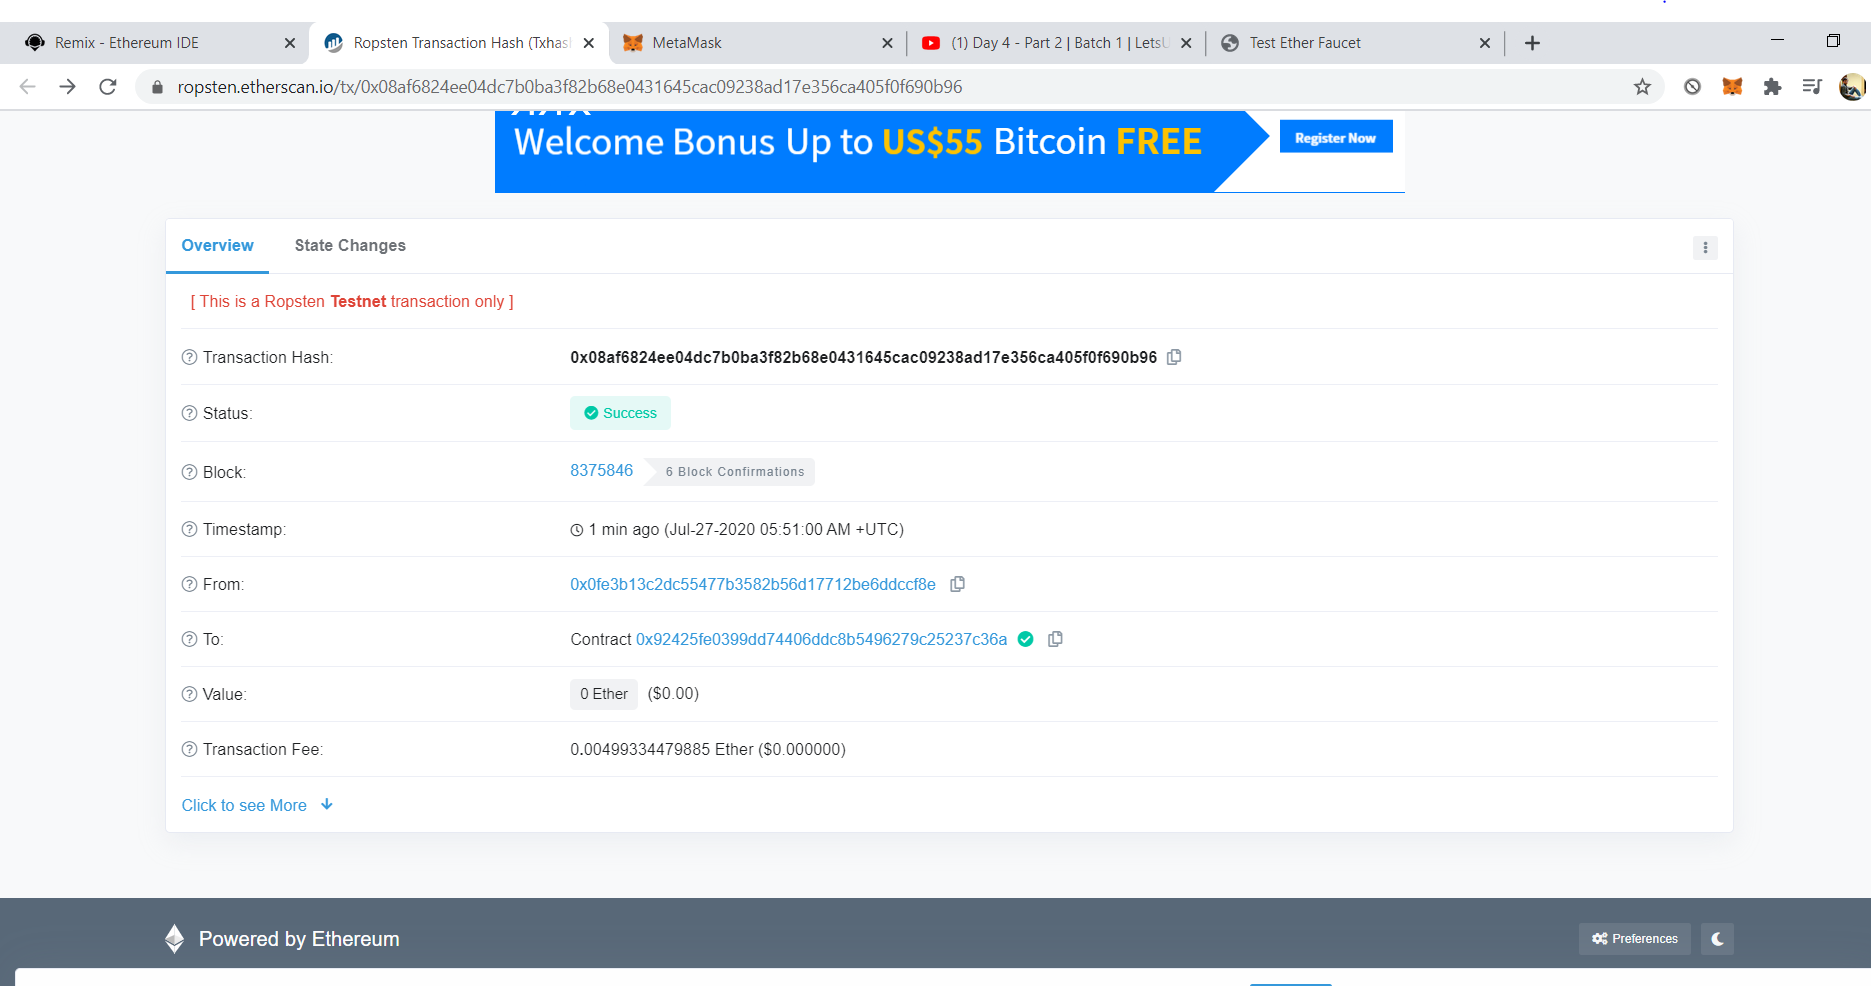 Remix - Ethereum IDE
Ropsten Transaction Hash (Txhas
MetaMask
(1) Day 4 - Part 2 | Batch 1 | LetsU
Test Ether Faucet
ropsten.etherscan.io/tx/0x08af6824ee04dc7b0ba3f82b68e0431645cac09238ad17e356ca405f0f690b96
Welcome Bonus Up to US$55 Bitcoin FREE
Register Now
Overview
State Changes
[ This is a Ropsten Testnet transaction only ]
Transaction Hash:
0x08af6824ee04dc7b0ba3f82b68e0431645cac09238ad17e356ca405f0f690b96
Status:
Success
Block:
8375846
6 Block Confirmations
Timestamp:
1 min ago (Jul-27-2020 05:51:00 AM +UTC)
From:
0x0fe3b13c2dc55477b3582b56d17712be6ddccf8e
To:
Contract 0x92425fe0399dd74406ddc8b5496279c25237c36a
Value:
0 Ether ($0.00)
Transaction Fee:
0.00499334479885 Ether ($0.000000)
Click to see More
Powered by Ethereum
Preferences